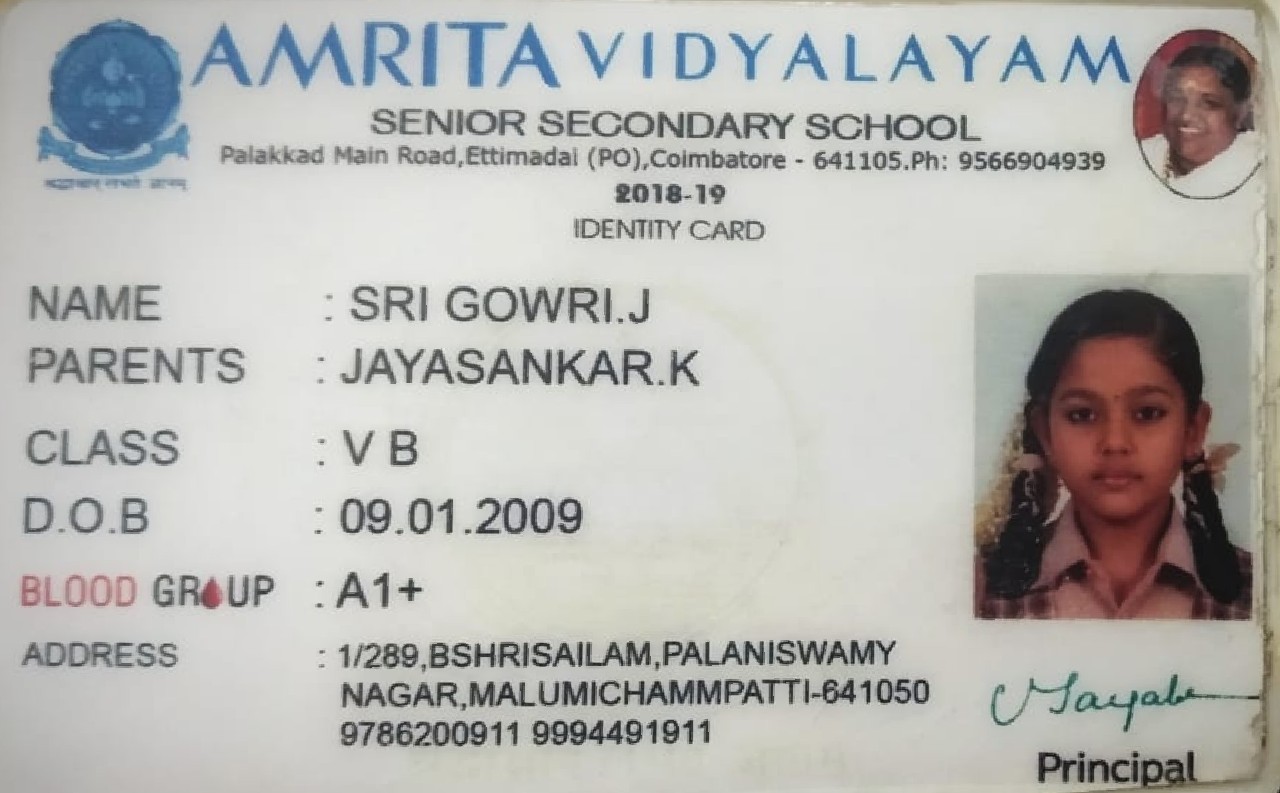 AMRITA VIDYALAYAM
SENIOR SECONDARY SCHOOL
Palakkad Main Road,Ettimadai (PO),Coimbatore - 641105.Ph: 9566904939
2018-19
IDENTITY CARD
NAME : SRI GOWRI.J
PARENTS : JAYASANKAR.K
CLASS : V B
D.O.B : 09.01.2009
BLOOD GROUP : A1+
ADDRESS : 1/289,BSHRISAILAM,PALANISWAMY
NAGAR,MALUMICHAMMPATTI-641050
9786200911 9994491911
Principal